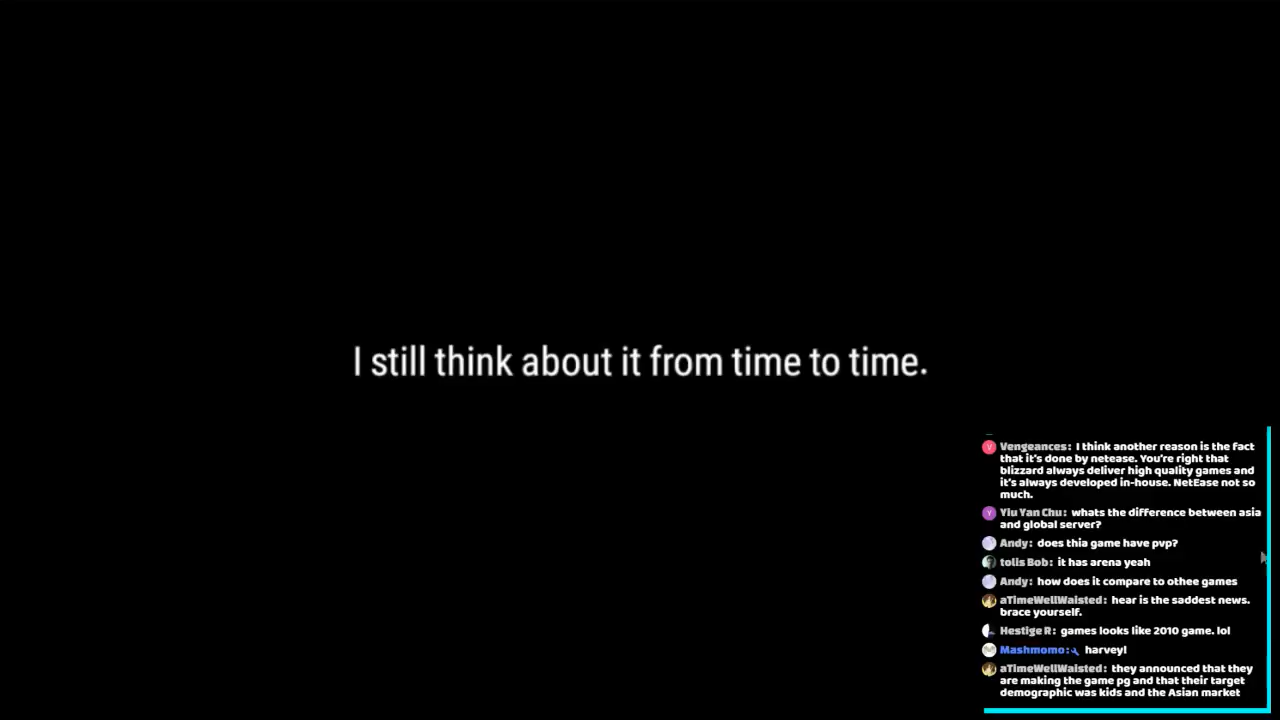 I still think about it from time to time.
Vengeances: I think another reason is the fact
that it's done by netease. You're right that
blizzard always deliver high quality games and
it's always developed in-house. NetEase not so
much.
Yiu Yan Chu: whats the difference between asia
and global server?
Andy: does thia game have pvp?
tolis Bob: it has arena yeah
Andy: how does it compare to othee games
aTimeWellWaisted: hear is the saddest news.
brace yourself.
Hestige R: games looks like 2010 game. lol
Mashmomo: harvey!
aTimeWellWaisted: they announced that they
are making the game pg and that their target
demographic was kids and the Asian market